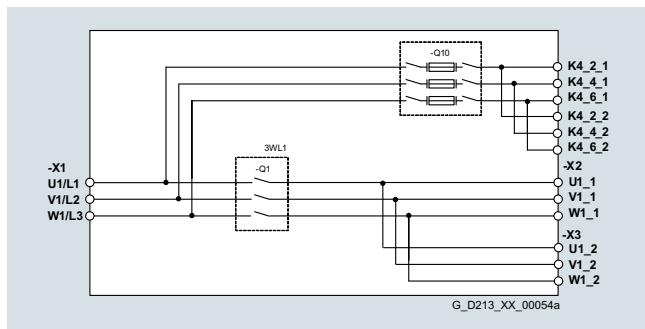 -Q10
K4_2_1
K4_4_1
K4_6_1
K4_2_2
K4_4_2
K4_6_2
3WL1
-X1
-Q1
-X2
U1/L1
U1_1
V1/L2
V1_1
W1/L3
W1_1
-X3
U1_2
V1_2
W1_2
G_D213_XX_00054a